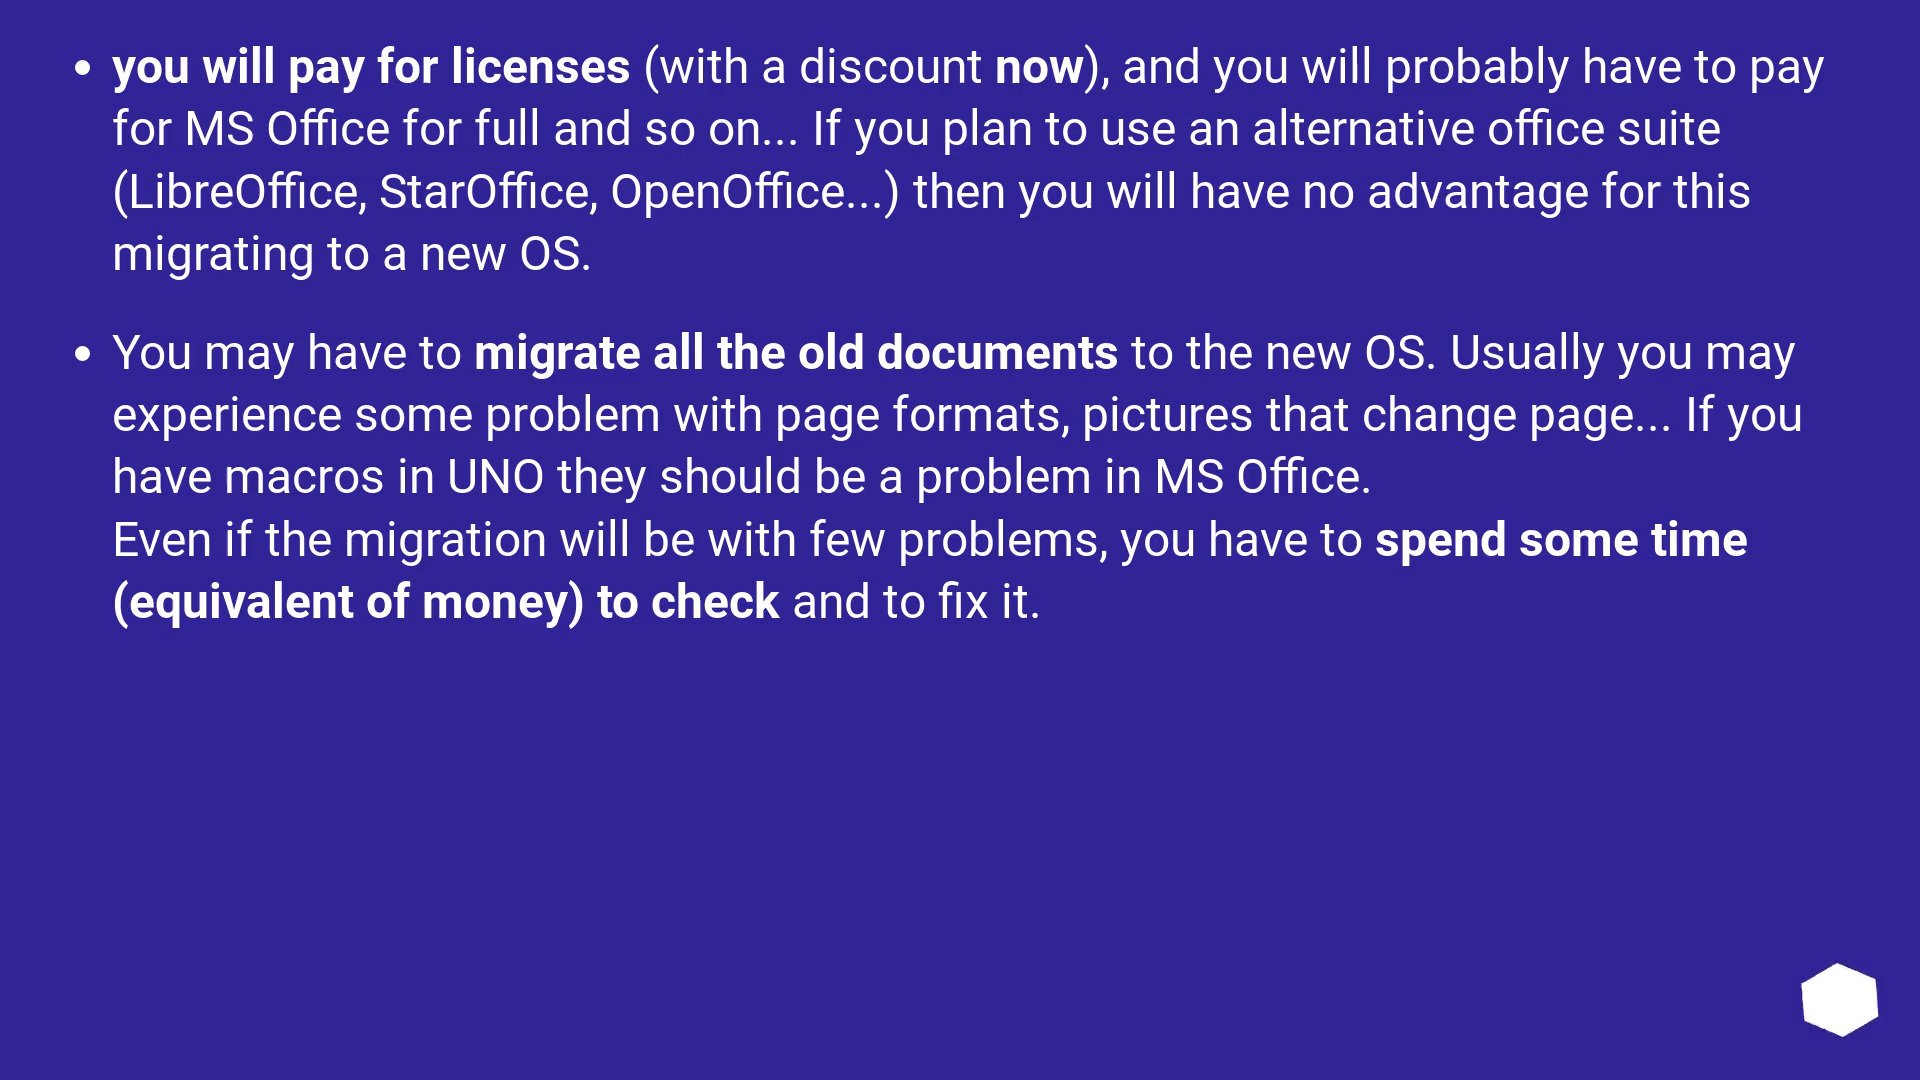 • you will pay for licenses (with a discount now), and you will probably have to pay
for MS Office for full and so on... If you plan to use an alternative office suite
(LibreOffice, StarOffice, OpenOffice...) then you will have no advantage for this
migrating to a new OS.
• You may have to migrate all the old documents to the new OS. Usually you may
experience some problem with page formats, pictures that change page... If you
have macros in UNO they should be a problem in MS Office.
Even if the migration will be with few problems, you have to spend some time
(equivalent of money) to check and to fix it.